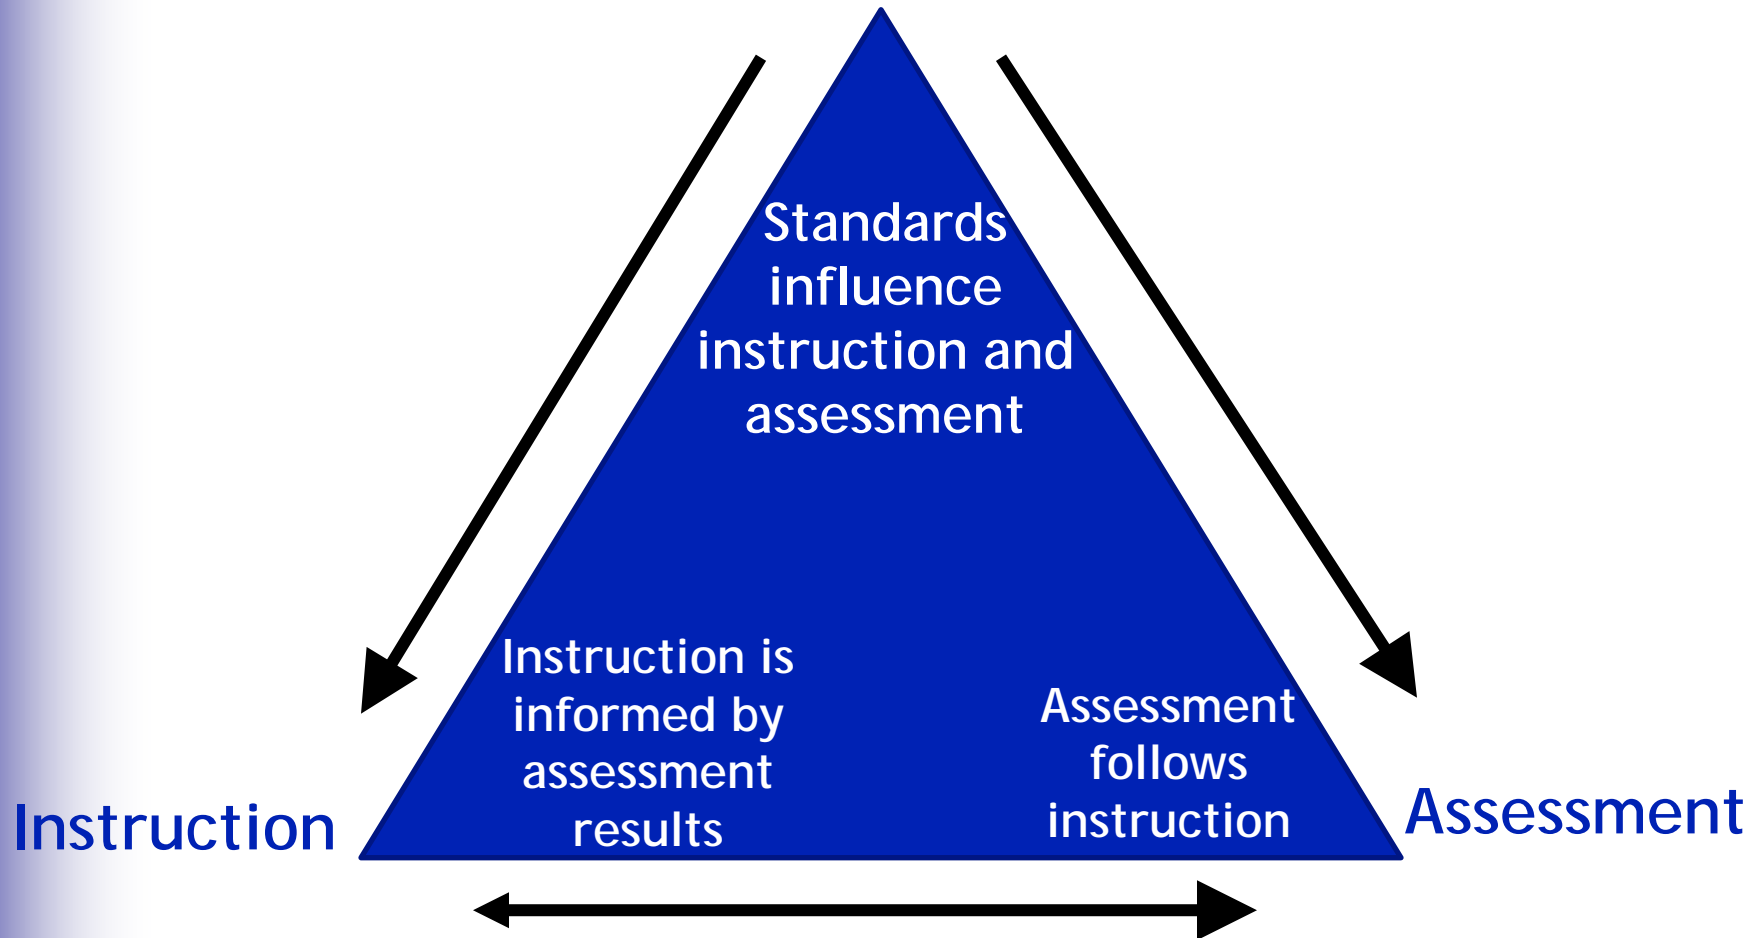 Standards
influence
instruction and
assessment
Instruction is
informed by
assessment
results
Assessment
follows
instruction
Instruction
Assessment